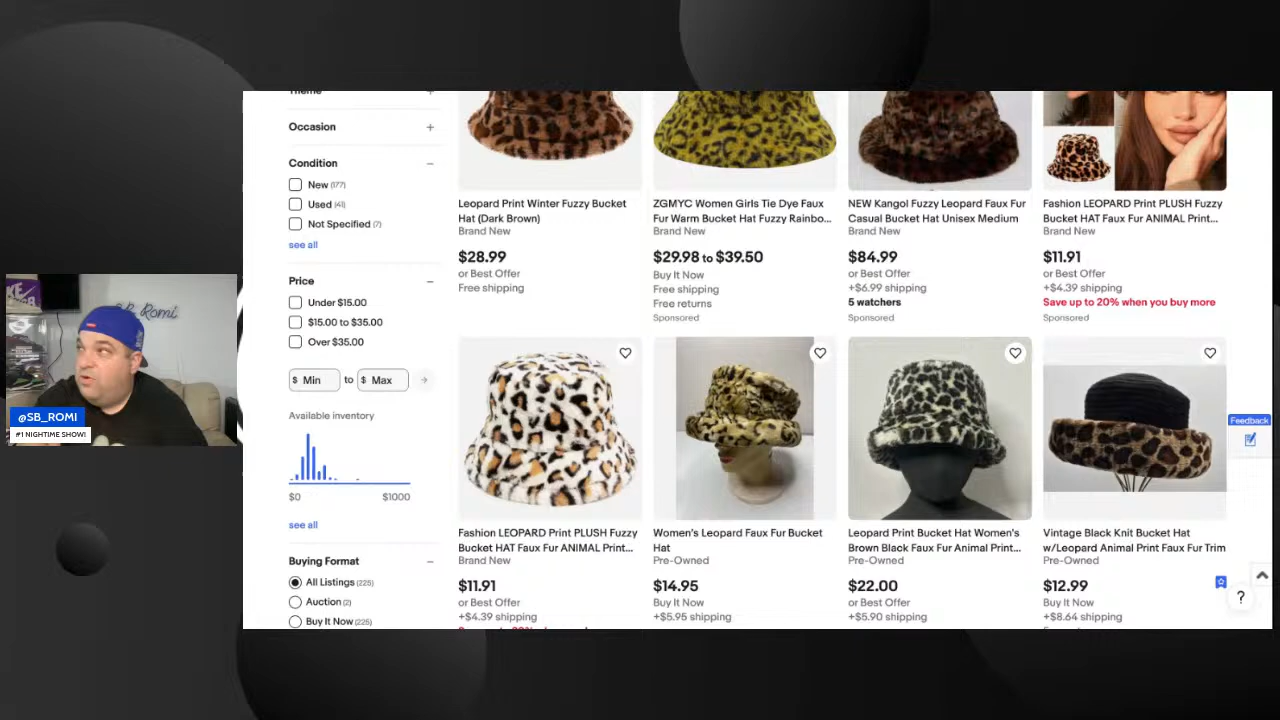 Theme
Occasion
Condition
New (177)
Used (41)
Not Specified (7)
see all
Price
Under $15.00
$15.00 to $35.00
Over $35.00
$ Min to $ Max
Available inventory
$0 $1000
see all
Buying Format
All Listings (225)
Auction (2)
Buy It Now (225)
Leopard Print Winter Fuzzy Bucket
Hat (Dark Brown)
Brand New
$28.99
or Best Offer
Free shipping
ZGMYC Women Girls Tie Dye Faux
Fur Warm Bucket Hat Fuzzy Rainbo...
Brand New
$29.98 to $39.50
Buy It Now
Free shipping
Free returns
Sponsored
NEW Kangol Fuzzy Leopard Faux Fur
Casual Bucket Hat Unisex Medium
Brand New
$84.99
or Best Offer
+$6.99 shipping
5 watchers
Sponsored
Fashion LEOPARD Print PLUSH Fuzzy
Bucket HAT Faux Fur ANIMAL Print...
Brand New
$11.91
or Best Offer
+$4.39 shipping
Save up to 20% when you buy more
Sponsored
Fashion LEOPARD Print PLUSH Fuzzy
Bucket HAT Faux Fur ANIMAL Print...
Brand New
$11.91
or Best Offer
+$4.39 shipping
Women's Leopard Faux Fur Bucket
Hat
Pre-Owned
$14.95
Buy It Now
+$5.95 shipping
Leopard Print Bucket Hat Women's
Brown Black Faux Fur Animal Print...
Pre-Owned
$22.00
or Best Offer
+$5.90 shipping
Vintage Black Knit Bucket Hat
w/Leopard Animal Print Faux Fur Trim
Pre-Owned
$12.99
Buy It Now
+$8.64 shipping
Feedback
?
SB Romi
@SB_ROMI
#1 NIGHTIME SHOW!